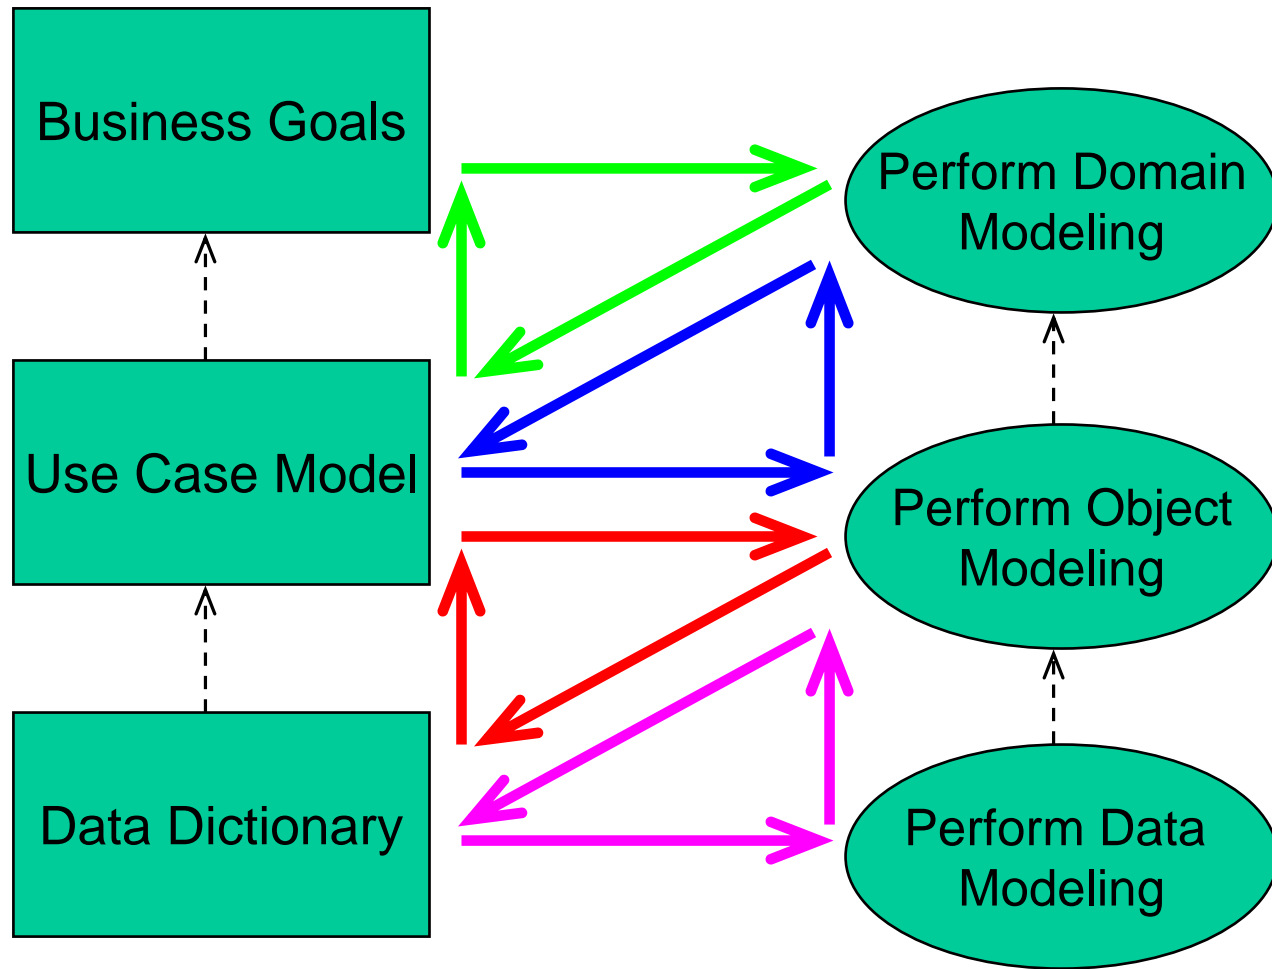 Business Goals
Perform Domain
Modeling
Use Case Model
Perform Object
Modeling
Data Dictionary
Perform Data
Modeling